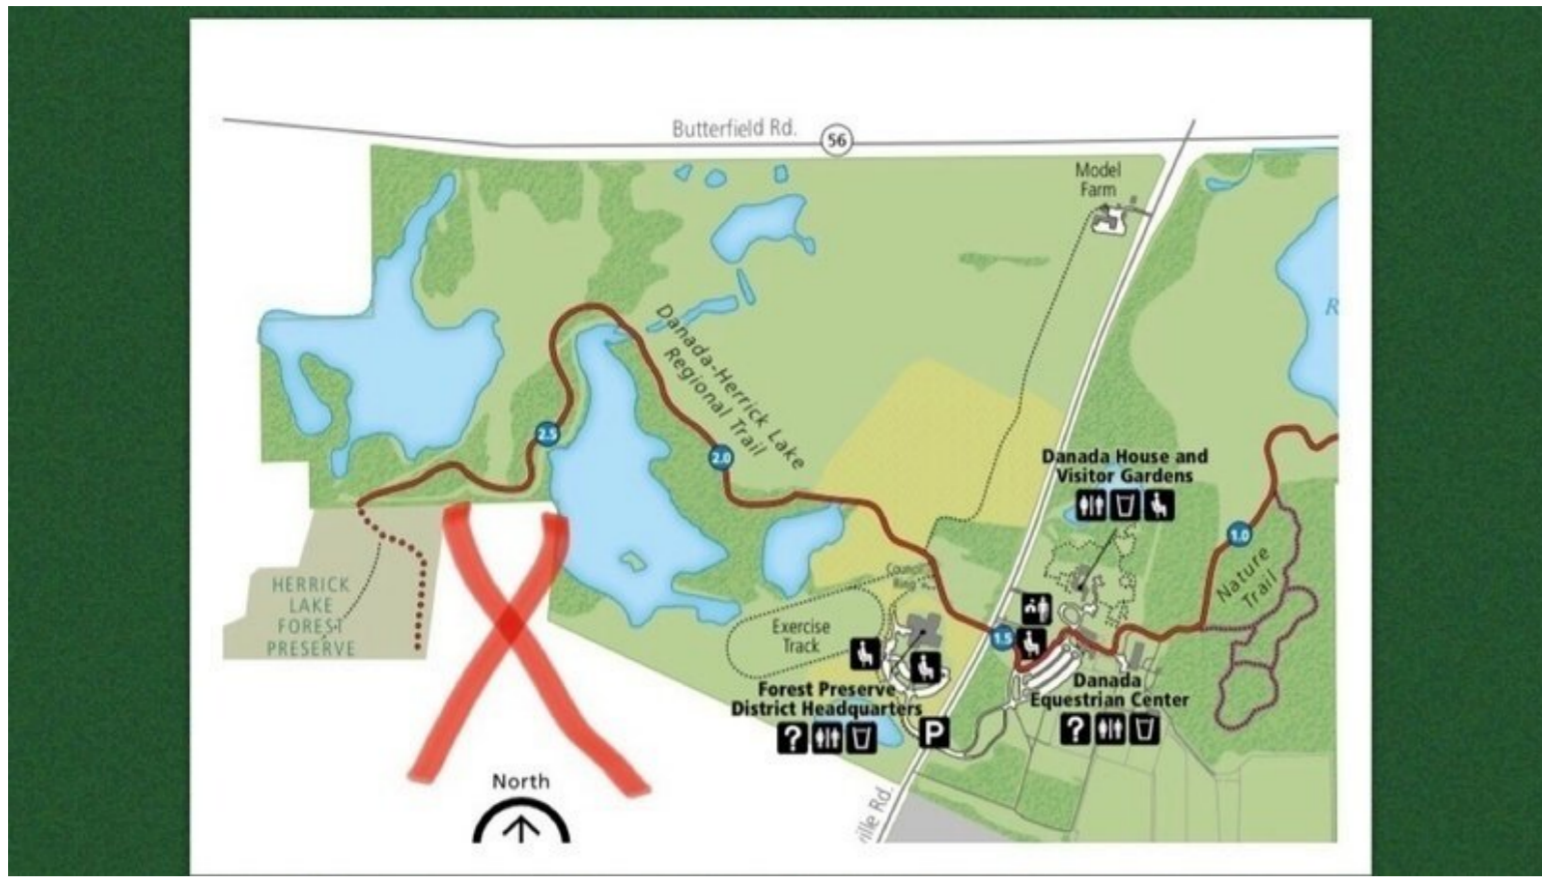 Butterfield Rd.
56
Model
Farm
Danada-Herrick Lake
Regional Trail
2.5
2.0
Danada House and
Visitor Gardens
1.0
Nature
Trail
R
Council
Ring
HERRICK
LAKE
FOREST
PRESERVE
Exercise
Track
1.5
Forest Preserve
District Headquarters
?
Danada
Equestrian Center
?
P
ville Rd.
North